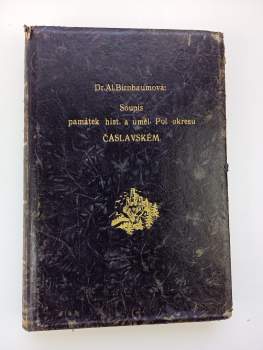 Dr. Al. Birnbaumová:
Soupis
památek hist. a uměl. Pol. okresu
ČÁSLAVSKÉM.